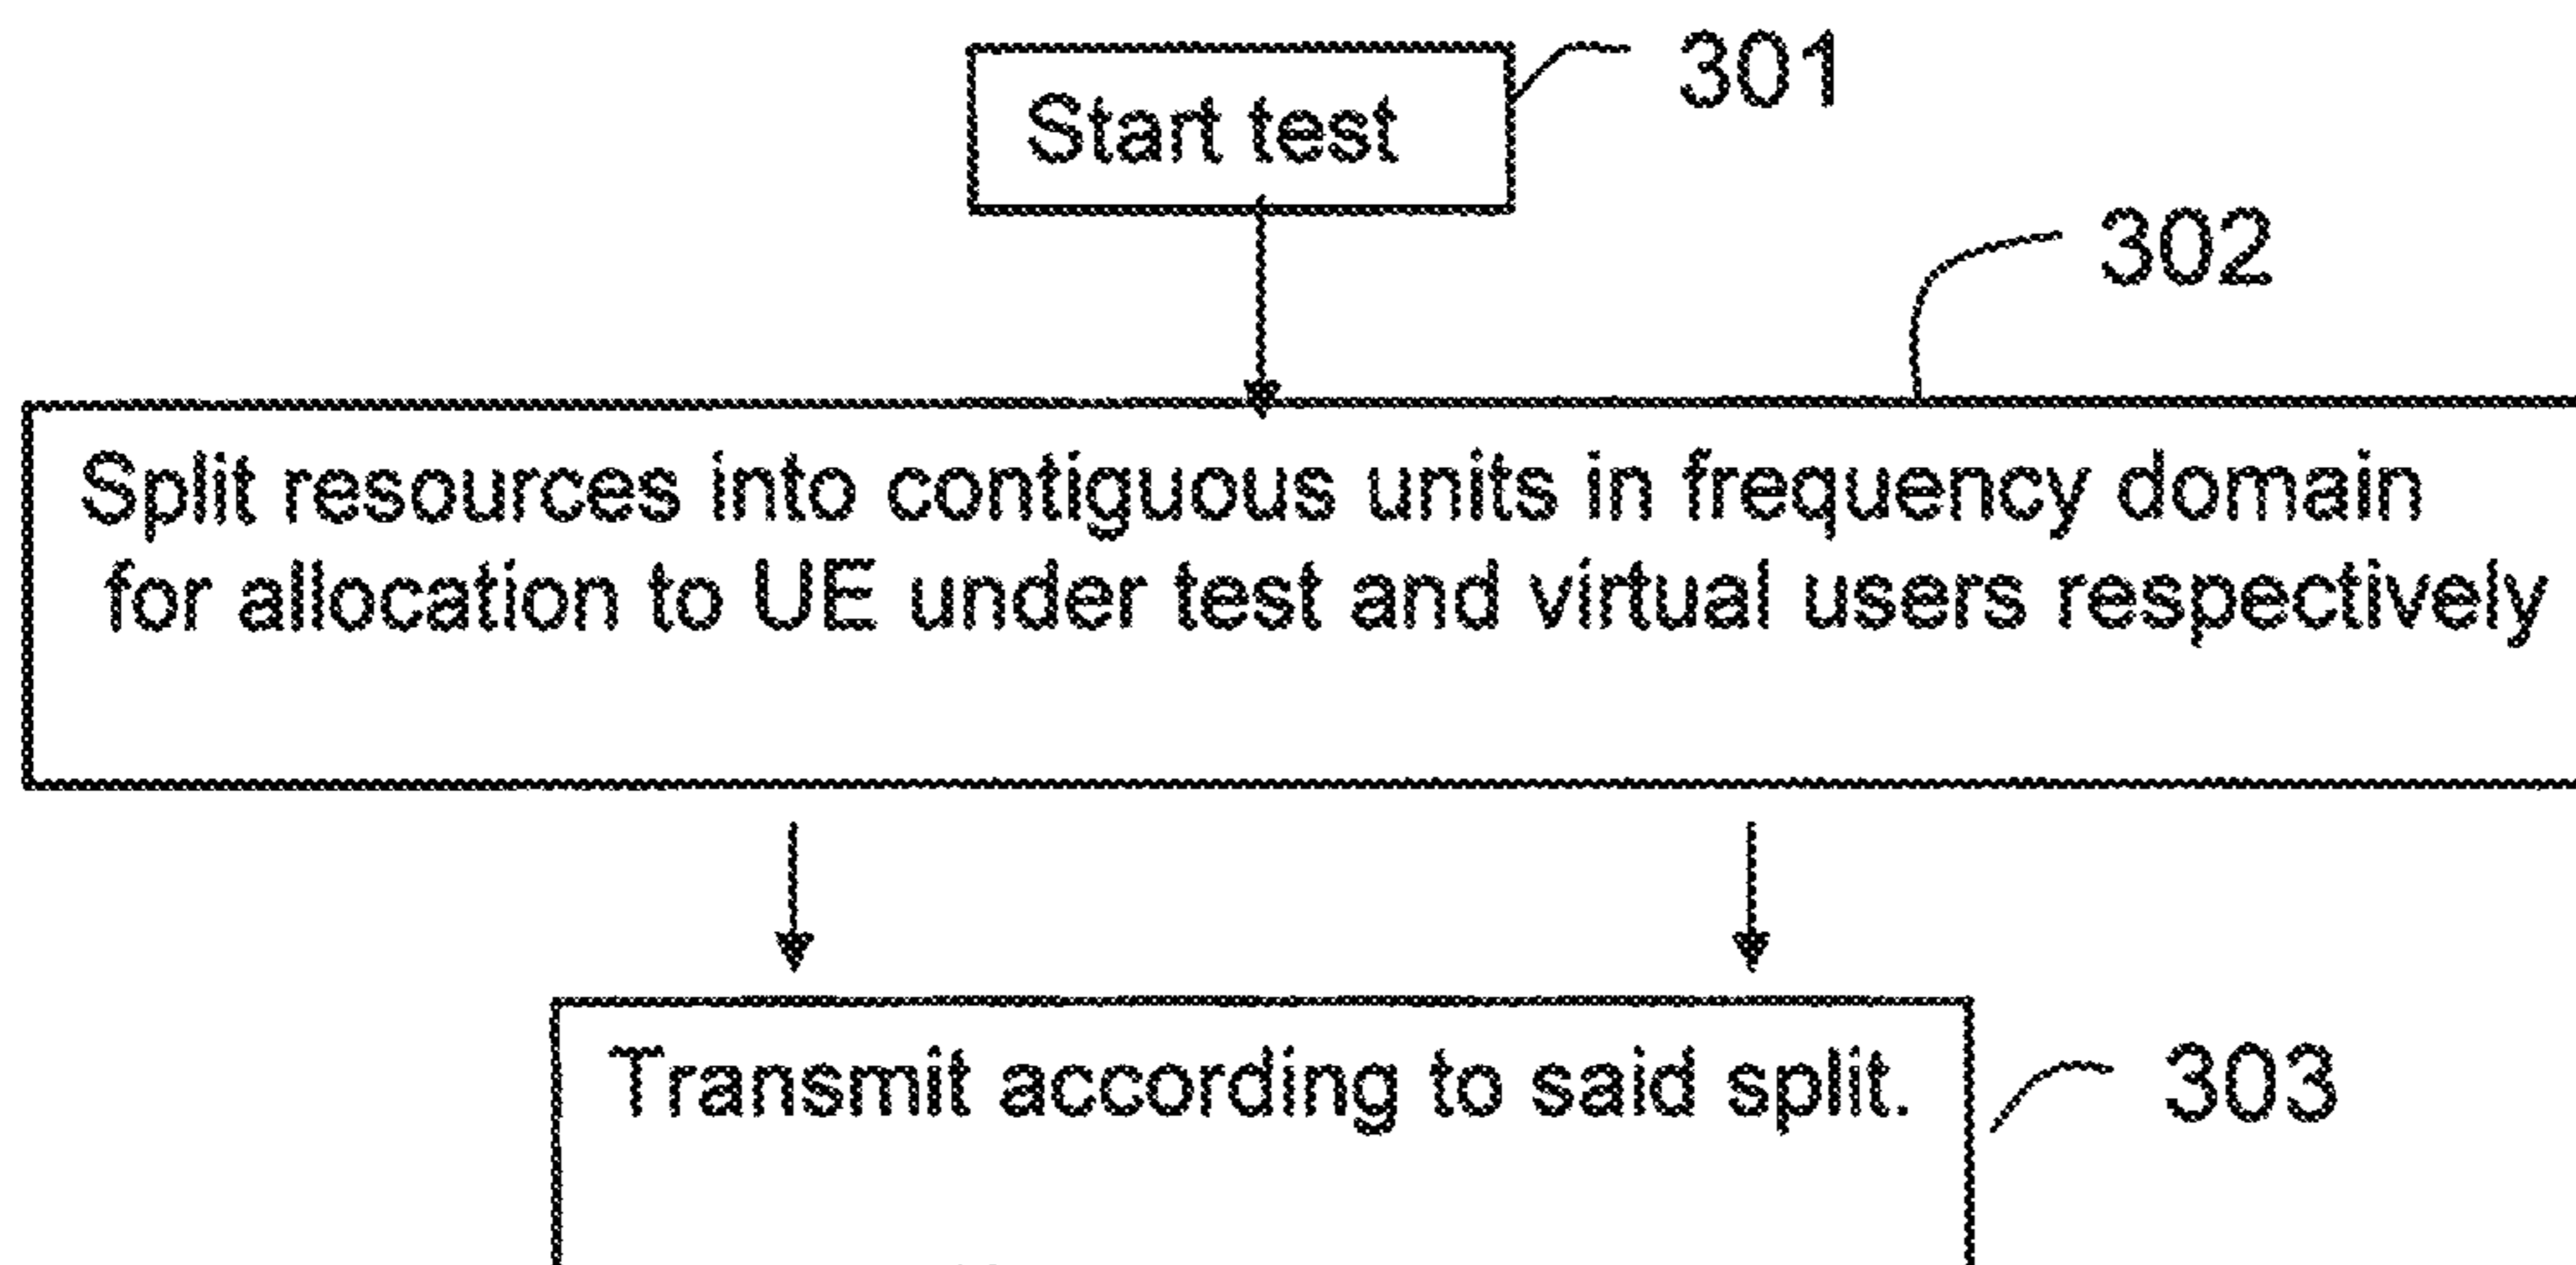 301
Start test
302
Split resources into contiguous units in frequency domain
for allocation to UE under test and virtual users respectively
Transmit according to said split.
303